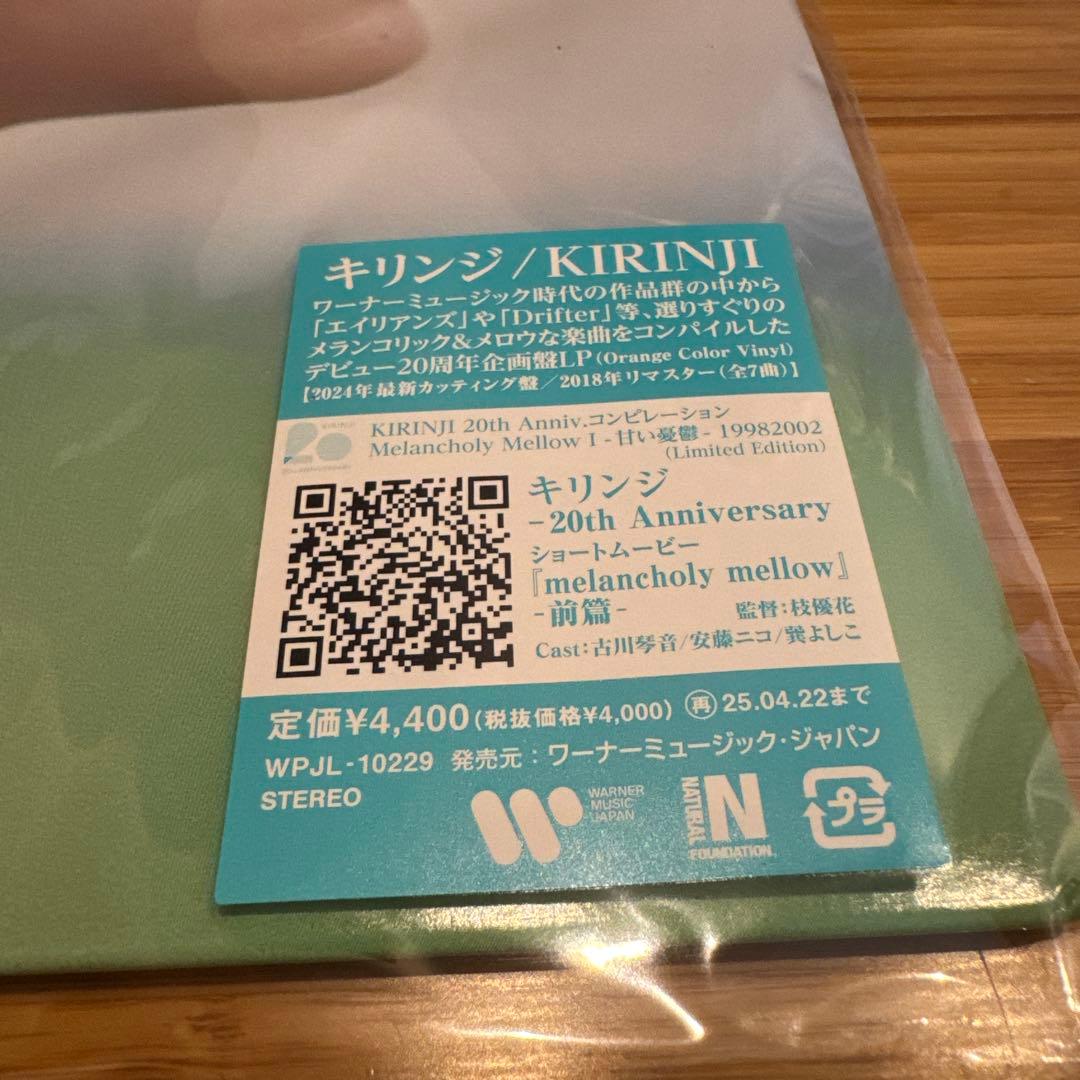 キリンジ/KIRINJI
ワーナーミュージック時代の作品群の中から
「エイリアンズ」や「Drifter」等、選りすぐりの
メランコリック&メロウな楽曲をコンパイルした
デビュー20周年企画盤LP(Orange Color Vinyl)
【2024年最新カッティング盤/2018年リマスター(全7曲)】
KIRINJI
20
KIRINJI 20th Anniv.コンピレーション
Melancholy Mellow I -甘い憂鬱- 19982002
(Limited Edition)
キリンジ
-20th Anniversary
ショートムービー
『melancholy mellow』
-前篇-
監督:枝優花
Cast:古川琴音/安藤ニコ/巽よしこ
定価¥4,400(税抜価格¥4,000) 再 25.04.22まで
WPJL-10229 発売元:ワーナーミュージック・ジャパン
STEREO
WARNER
MUSIC
JAPAN
NATURAL
N
FOUNDATION
プラ